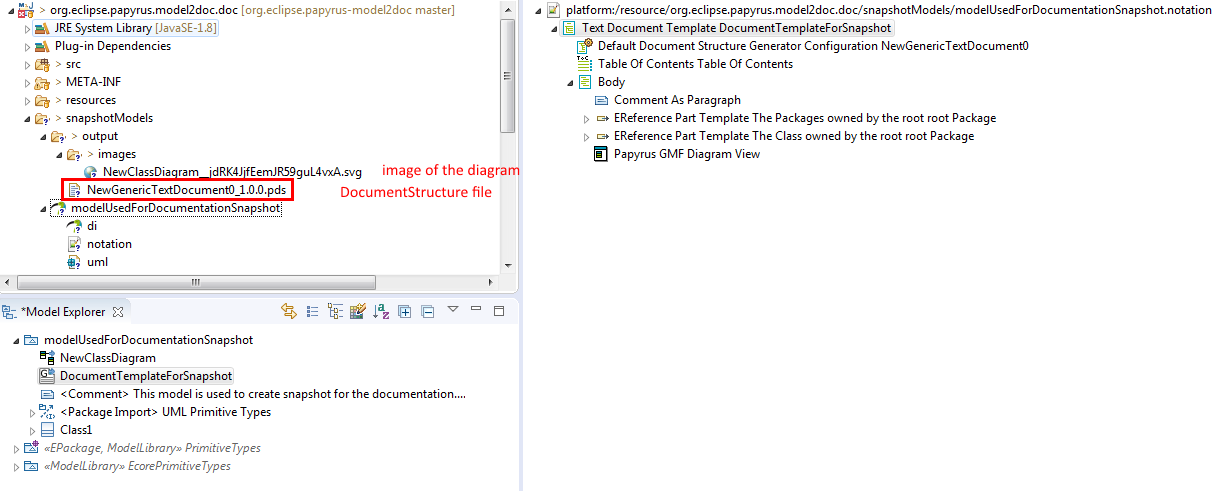 > org.eclipse.papyrus.model2doc.doc [org.eclipse.papyrus-model2doc master]
JRE System Library [JavaSE-1.8]
Plug-in Dependencies
> src
> META-INF
> resources
> snapshotModels
> output
> images
NewClassDiagram__jdRK4JjfEemJR59guL4vxA.svg
image of the diagram
NewGenericTextDocument0_1.0.0.pds
DocumentStructure file
modelUsedForDocumentationSnapshot
di
notation
uml
*Model Explorer
modelUsedForDocumentationSnapshot
NewClassDiagram
DocumentTemplateForSnapshot
<Comment> This model is used to create snapshot for the documentation....
<Package Import> UML Primitive Types
Class1
«EPackage, ModelLibrary» PrimitiveTypes
«ModelLibrary» EcorePrimitiveTypes
platform:/resource/org.eclipse.papyrus.model2doc.doc/snapshotModels/modelUsedForDocumentationSnapshot.notation
Text Document Template DocumentTemplateForSnapshot
Default Document Structure Generator Configuration NewGenericTextDocument0
Table Of Contents Table Of Contents
Body
Comment As Paragraph
EReference Part Template The Packages owned by the root root Package
EReference Part Template The Class owned by the root root Package
Papyrus GMF Diagram View